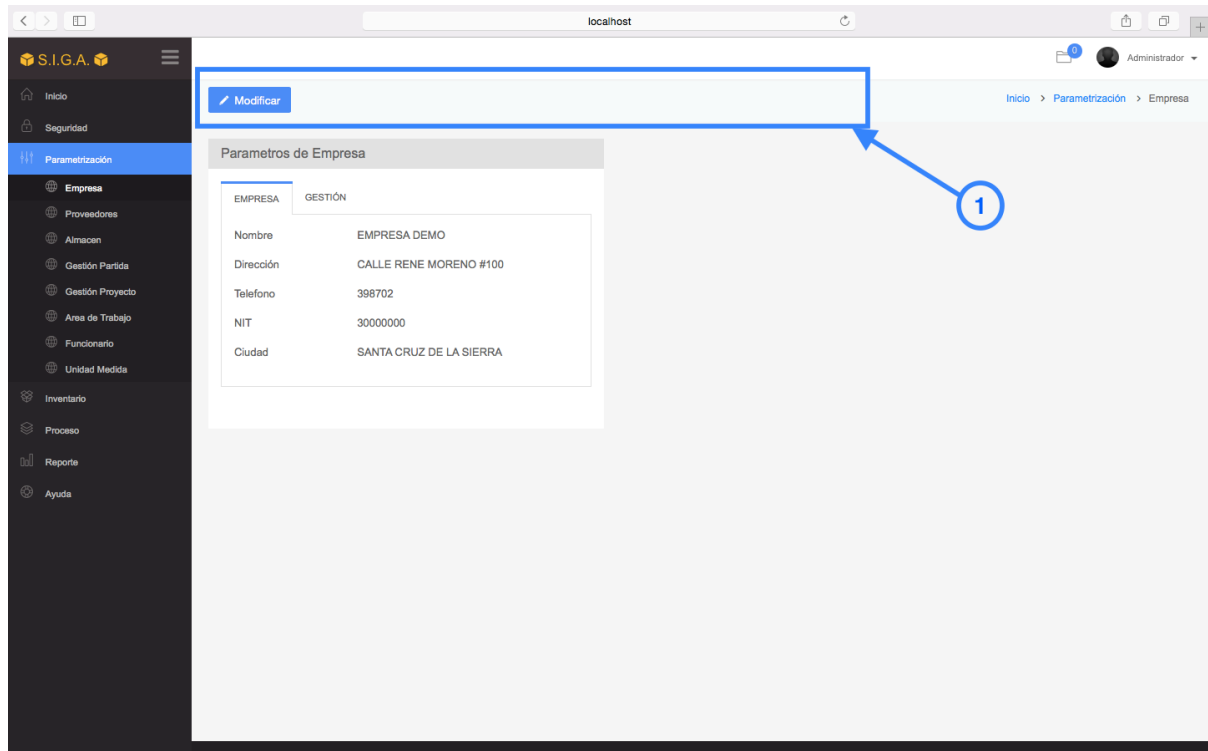 localhost
S.I.G.A.
0
Administrador
Inicio
Seguridad
Parametrización
Empresa
Proveedores
Almacen
Gestión Partida
Gestión Proyecto
Area de Trabajo
Funcionario
Unidad Medida
Inventario
Proceso
Reporte
Ayuda
Modificar
Inicio > Parametrización > Empresa
1
Parametros de Empresa
EMPRESA GESTIÓN
Nombre EMPRESA DEMO
Dirección CALLE RENE MORENO #100
Telefono 398702
NIT 30000000
Ciudad SANTA CRUZ DE LA SIERRA